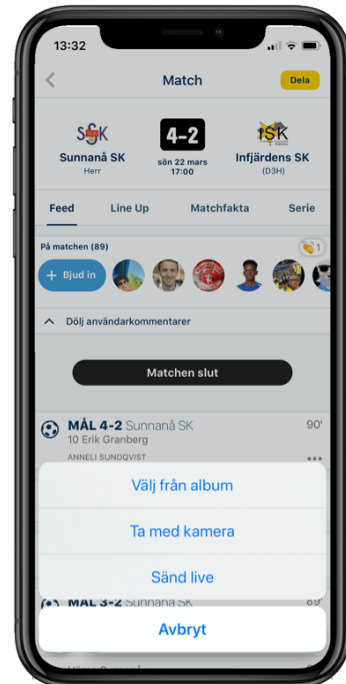 13:32
Match
Dela
SSK
4-2
ISK
Sunnanå SK
sön 22 mars
Infjärdens SK
Herr
17:00
(D3H)
Feed
Line Up
Matchfakta
Serie
På matchen (89)
1
+ Bjud in
Dölj användarkommentarer
Matchen slut
MÅL 4-2 Sunnanå SK
90'
10 Erik Granberg
ANNELI SUNDQVIST
Välj från album
Ta med kamera
Sänd live
MÅL 3-2 Sunnanå SK
89'
Avbryt